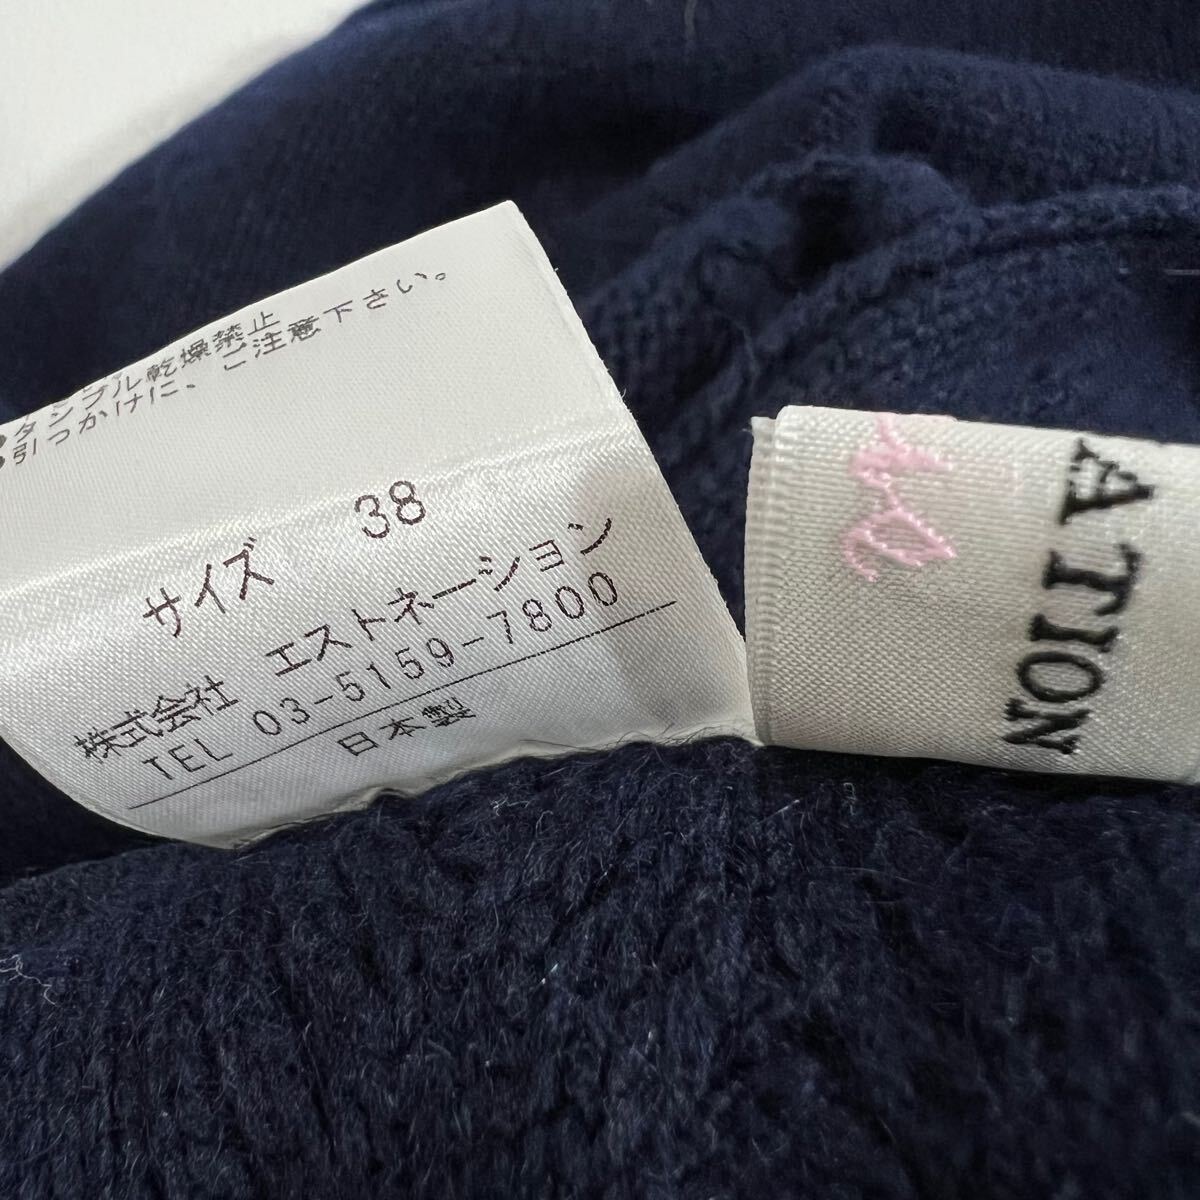 タンブル乾燥禁止
引っかけに、ご注意下さい。
サイズ 38
株式会社 エストネーション
TEL 03-5159-7800
日本製
ATION